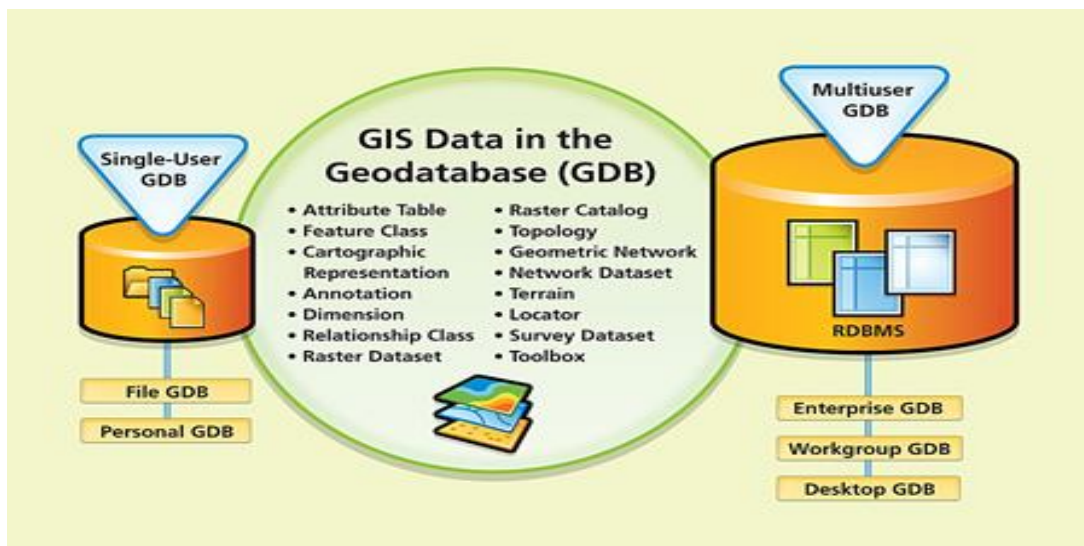 Single-User
GDB
File GDB
Personal GDB
GIS Data in the
Geodatabase (GDB)
• Attribute Table
• Feature Class
• Cartographic
Representation
• Annotation
• Dimension
• Relationship Class
• Raster Dataset
• Raster Catalog
• Topology
• Geometric Network
• Network Dataset
• Terrain
• Locator
• Survey Dataset
• Toolbox
Multiuser
GDB
RDBMS
Enterprise GDB
Workgroup GDB
Desktop GDB